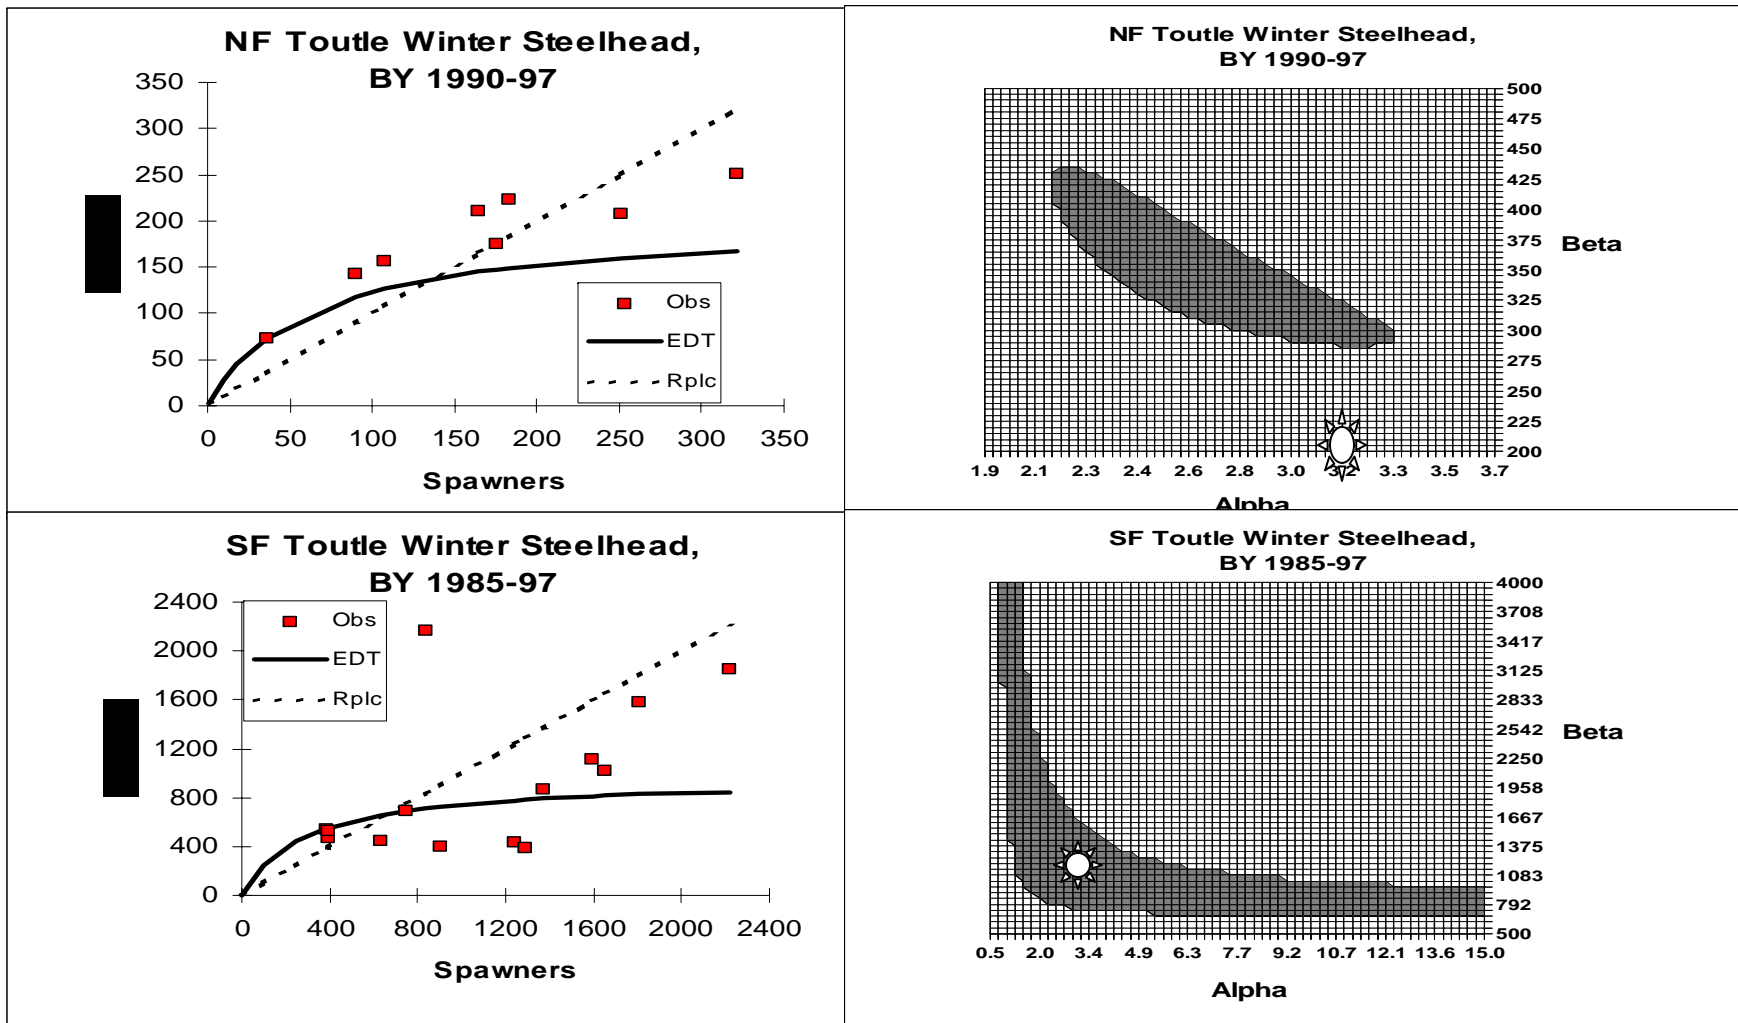 NF Toutle Winter Steelhead,
BY 1990-97
350
300
250
200
150
100
50
0
Obs
EDT
Rplc
0 50 100 150 200 250 300 350
Spawners
NF Toutle Winter Steelhead,
BY 1990-97
500
475
450
425
400
375
350
325
300
275
250
225
200
Beta
1.9 2.1 2.3 2.4 2.6 2.8 3.0 3.2 3.3 3.5 3.7
Alpha
SF Toutle Winter Steelhead,
BY 1985-97
2400
2000
1600
1200
800
400
0
Obs
EDT
Rplc
0 400 800 1200 1600 2000 2400
Spawners
SF Toutle Winter Steelhead,
BY 1985-97
4000
3708
3417
3125
2833
2542
2250
1958
1667
1375
1083
792
500
Beta
0.5 2.0 3.4 4.9 6.3 7.7 9.2 10.7 12.1 13.6 15.0
Alpha